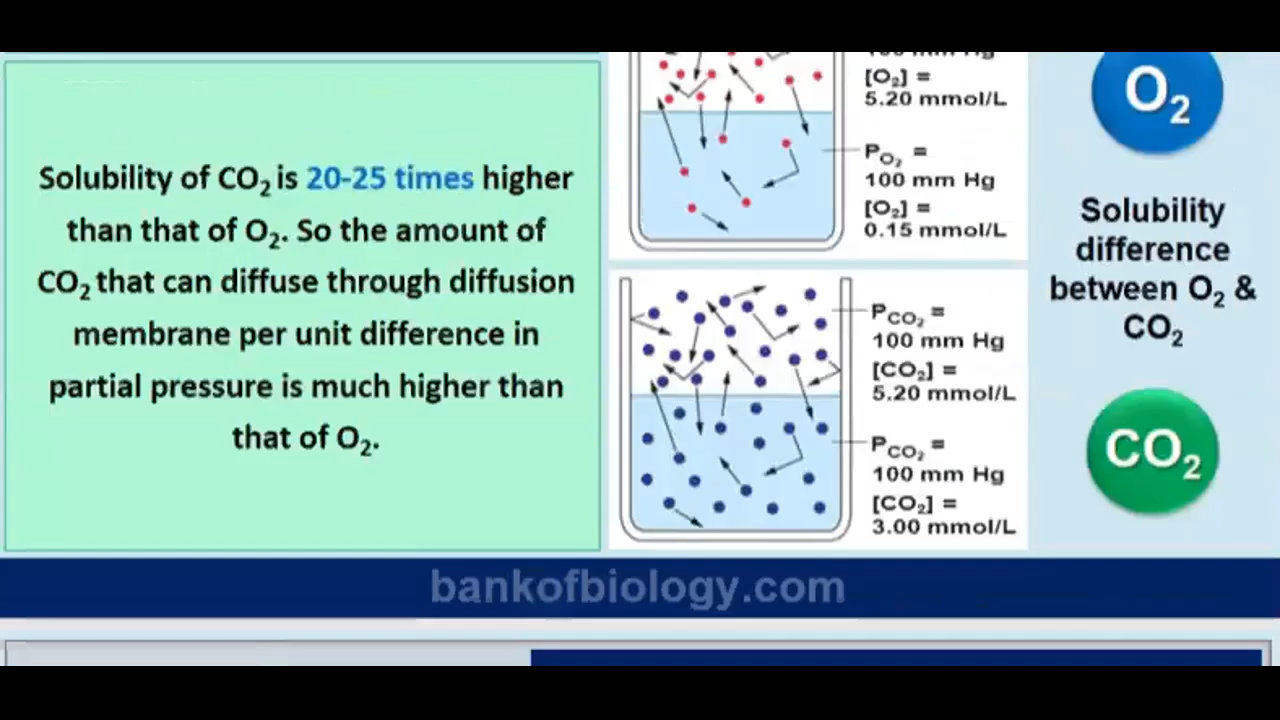 Solubility of CO₂ is 20-25 times higher
than that of O₂. So the amount of
CO₂ that can diffuse through diffusion
membrane per unit difference in
partial pressure is much higher than
that of O₂.
[O₂] =
5.20 mmol/L
P O₂ =
100 mm Hg
[O₂] =
0.15 mmol/L
P CO₂ =
100 mm Hg
[CO₂] =
5.20 mmol/L
P CO₂ =
100 mm Hg
[CO₂] =
3.00 mmol/L
O₂
Solubility
difference
between O₂ &
CO₂
CO₂
bankofbiology.com